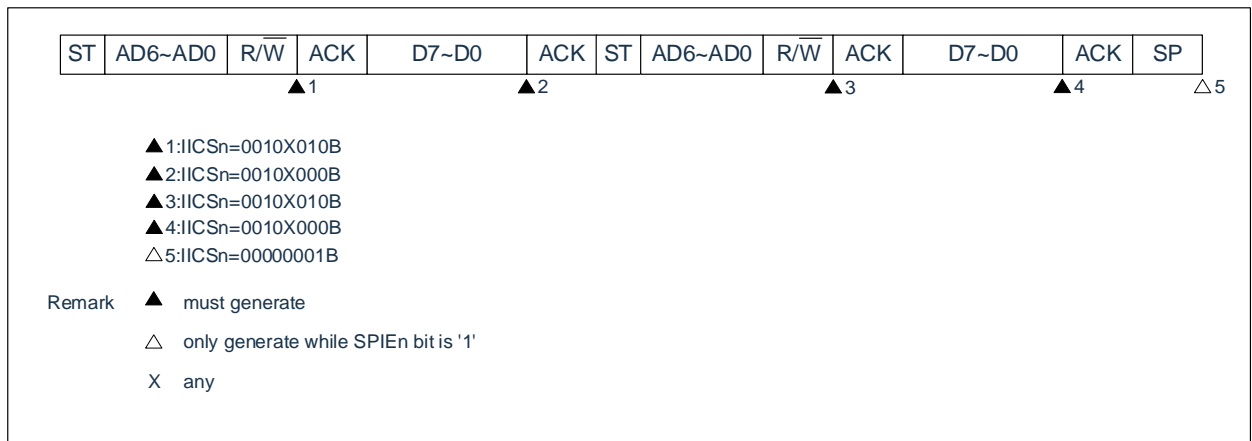 ST AD6~AD0 R/W̅ ACK D7~D0 ACK ST AD6~AD0 R/W̅ ACK D7~D0 ACK SP
▲1 ▲2 ▲3 ▲4 △5
▲1:IICSn=0010X010B
▲2:IICSn=0010X000B
▲3:IICSn=0010X010B
▲4:IICSn=0010X000B
△5:IICSn=00000001B
Remark ▲ must generate
△ only generate while SPIEn bit is '1'
X any